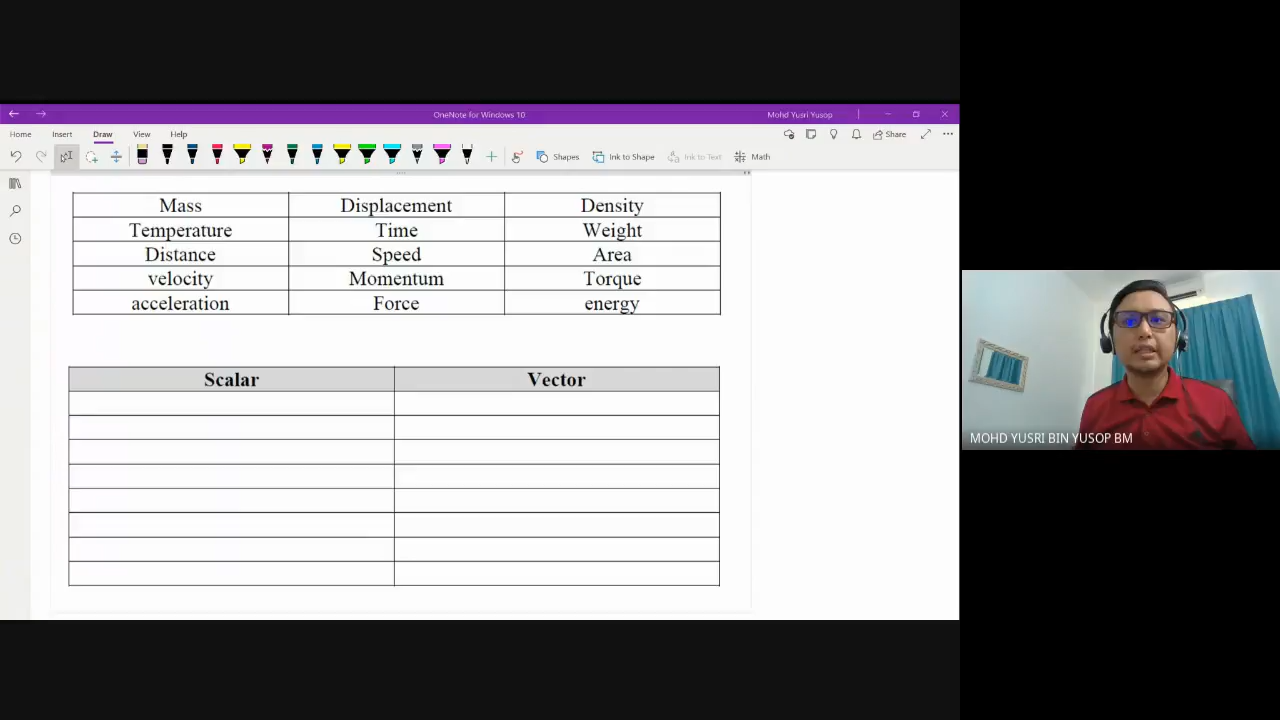 OneNote for Windows 10
Mohd Yusri Yusop
Home Insert Draw View Help
Share
Shapes Ink to Shape Ink to Text Math
Mass Displacement Density
Temperature Time Weight
Distance Speed Area
velocity Momentum Torque
acceleration Force energy
Scalar Vector
MOHD YUSRI BIN YUSOP BM